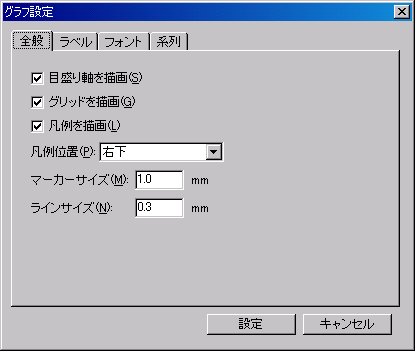 グラフ設定
全般 ラベル フォント 系列
目盛り軸を描画(S)
グリッドを描画(G)
凡例を描画(L)
凡例位置(P): 右下
マーカーサイズ(M): 1.0 mm
ラインサイズ(N): 0.3 mm
設定 キャンセル